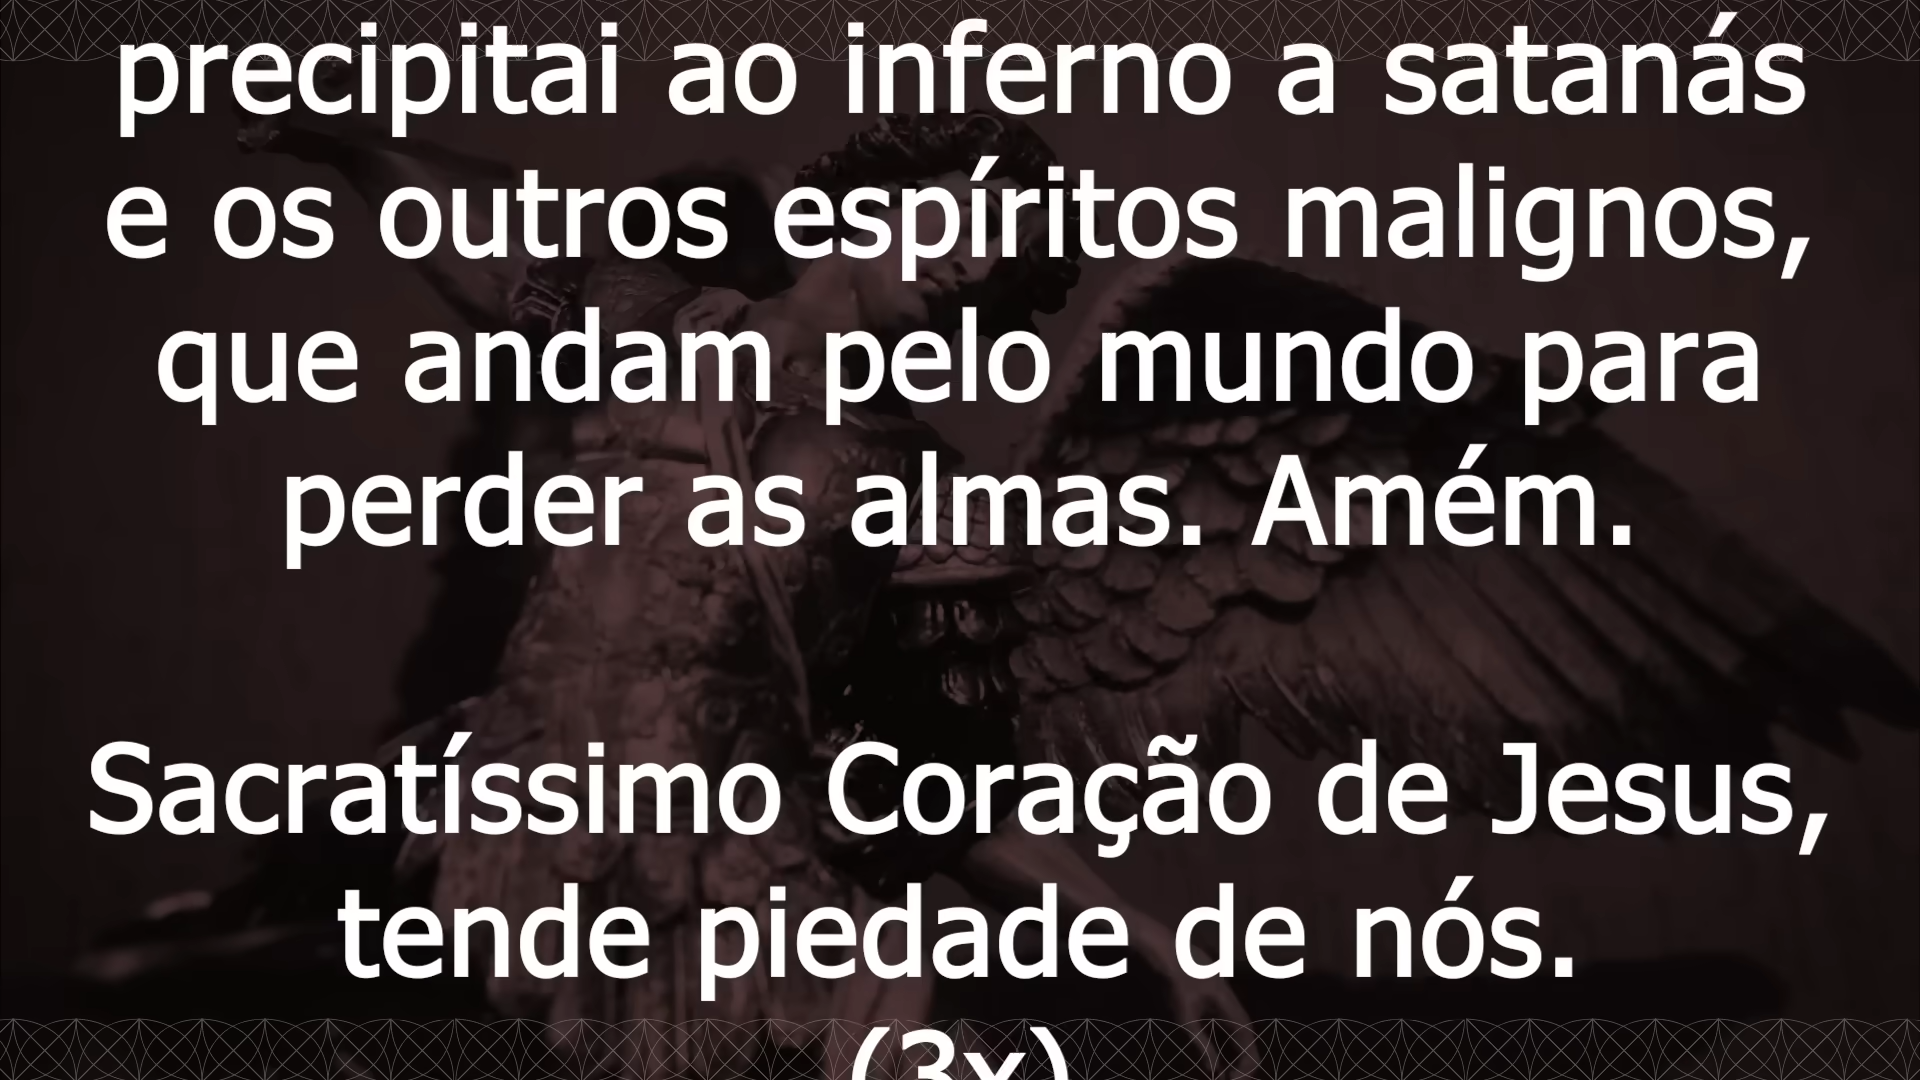 precipitai ao inferno a satanás
e os outros espíritos malignos,
que andam pelo mundo para
perder as almas. Amém.
Sacratíssimo Coração de Jesus,
tende piedade de nós.
(3x)